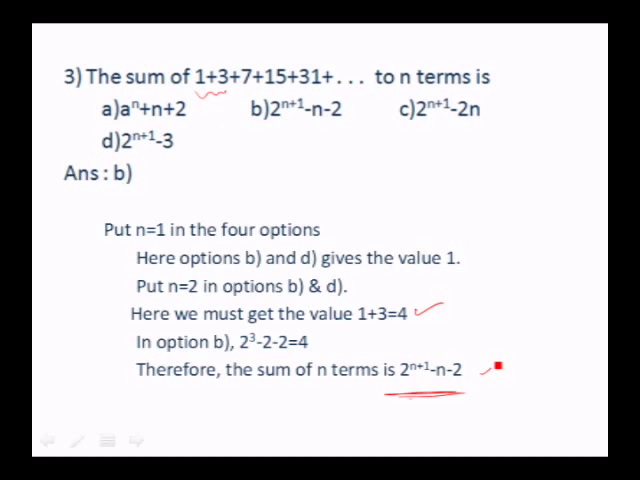 3) The sum of 1+3+7+15+31+. . .  to n terms is
a)aⁿ+n+2 b)2ⁿ⁺¹-n-2 c)2ⁿ⁺¹-2n
d)2ⁿ⁺¹-3
Ans : b)
Put n=1 in the four options
Here options b) and d) gives the value 1.
Put n=2 in options b) & d).
Here we must get the value 1+3=4
In option b), 2³-2-2=4
Therefore, the sum of n terms is 2ⁿ⁺¹-n-2